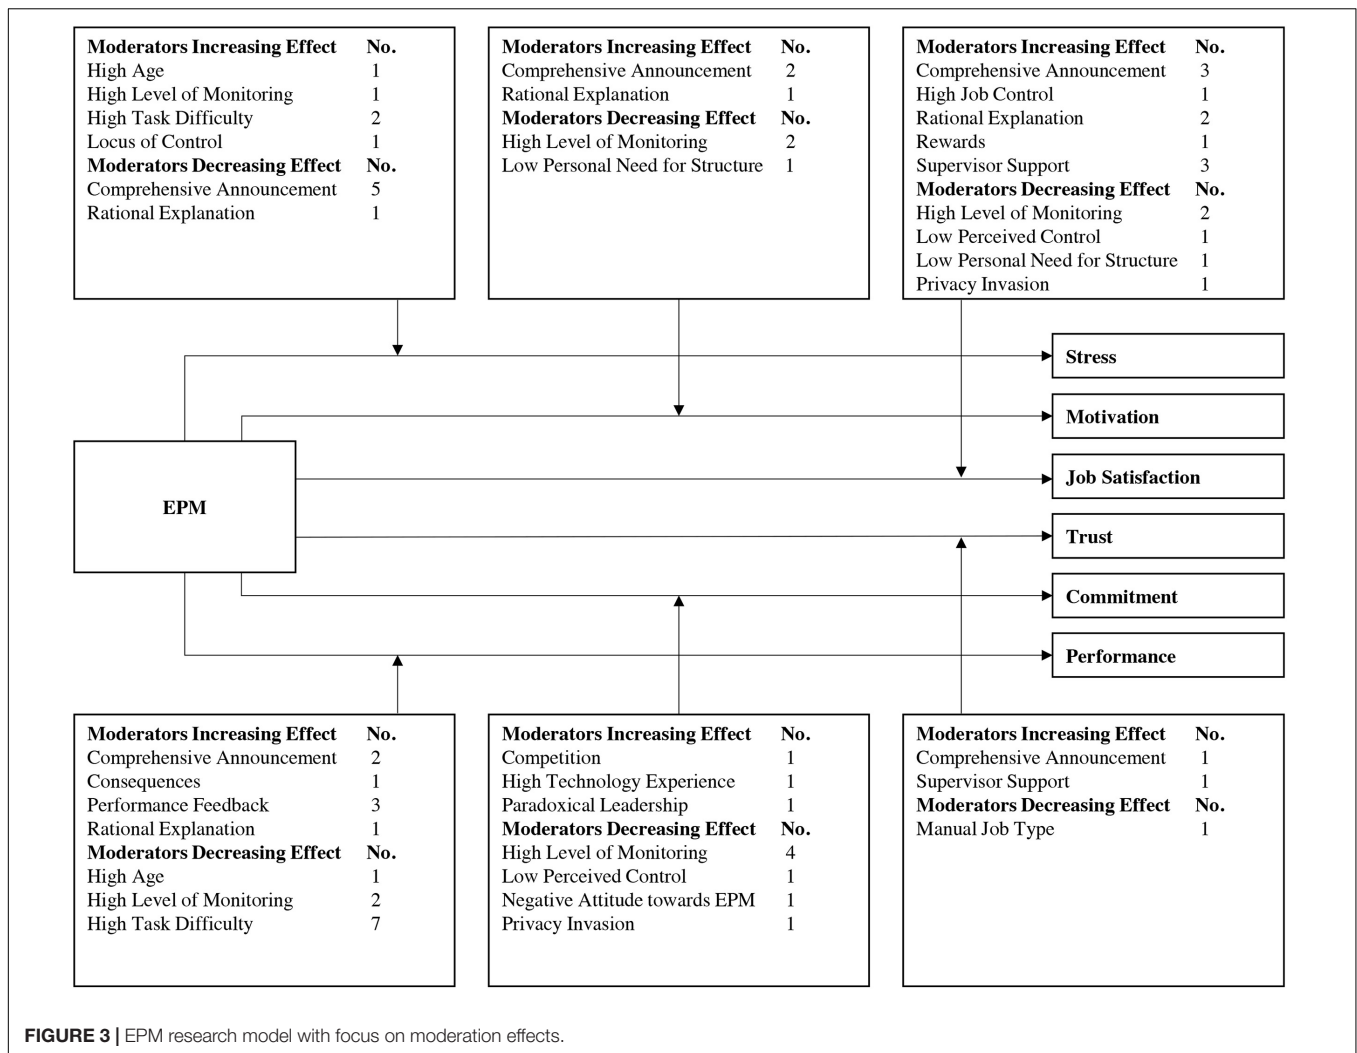 Moderators Increasing Effect No.
High Age 1
High Level of Monitoring 1
High Task Difficulty 2
Locus of Control 1
Moderators Decreasing Effect No.
Comprehensive Announcement 5
Rational Explanation 1
Moderators Increasing Effect No.
Comprehensive Announcement 2
Rational Explanation 1
Moderators Decreasing Effect No.
High Level of Monitoring 2
Low Personal Need for Structure 1
Moderators Increasing Effect No.
Comprehensive Announcement 3
High Job Control 1
Rational Explanation 2
Rewards 1
Supervisor Support 3
Moderators Decreasing Effect No.
High Level of Monitoring 2
Low Perceived Control 1
Low Personal Need for Structure 1
Privacy Invasion 1
Stress
Motivation
Job Satisfaction
EPM
Trust
Commitment
Performance
Moderators Increasing Effect No.
Comprehensive Announcement 2
Consequences 1
Performance Feedback 3
Rational Explanation 1
Moderators Decreasing Effect No.
High Age 1
High Level of Monitoring 2
High Task Difficulty 7
Moderators Increasing Effect No.
Competition 1
High Technology Experience 1
Paradoxical Leadership 1
Moderators Decreasing Effect No.
High Level of Monitoring 4
Low Perceived Control 1
Negative Attitude towards EPM 1
Privacy Invasion 1
Moderators Increasing Effect No.
Comprehensive Announcement 1
Supervisor Support 1
Moderators Decreasing Effect No.
Manual Job Type 1
FIGURE 3 | EPM research model with focus on moderation effects.